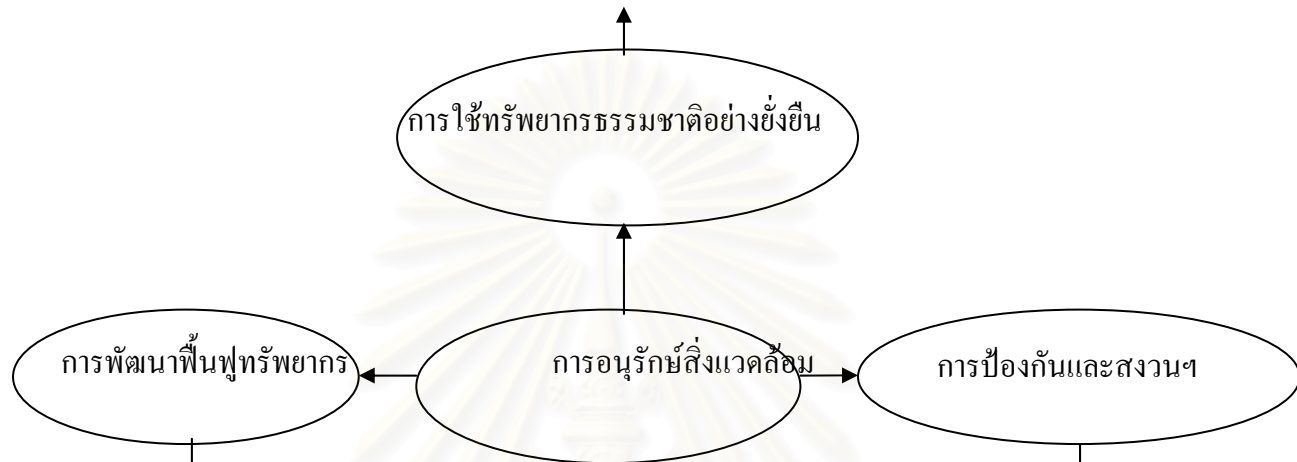 การใช้ทรัพยากรธรรมชาติอย่างยั่งยืน
การพัฒนาฟื้นฟูทรัพยากร
การอนุรักษ์สิ่งแวดล้อม
การป้องกันและสงวนฯ